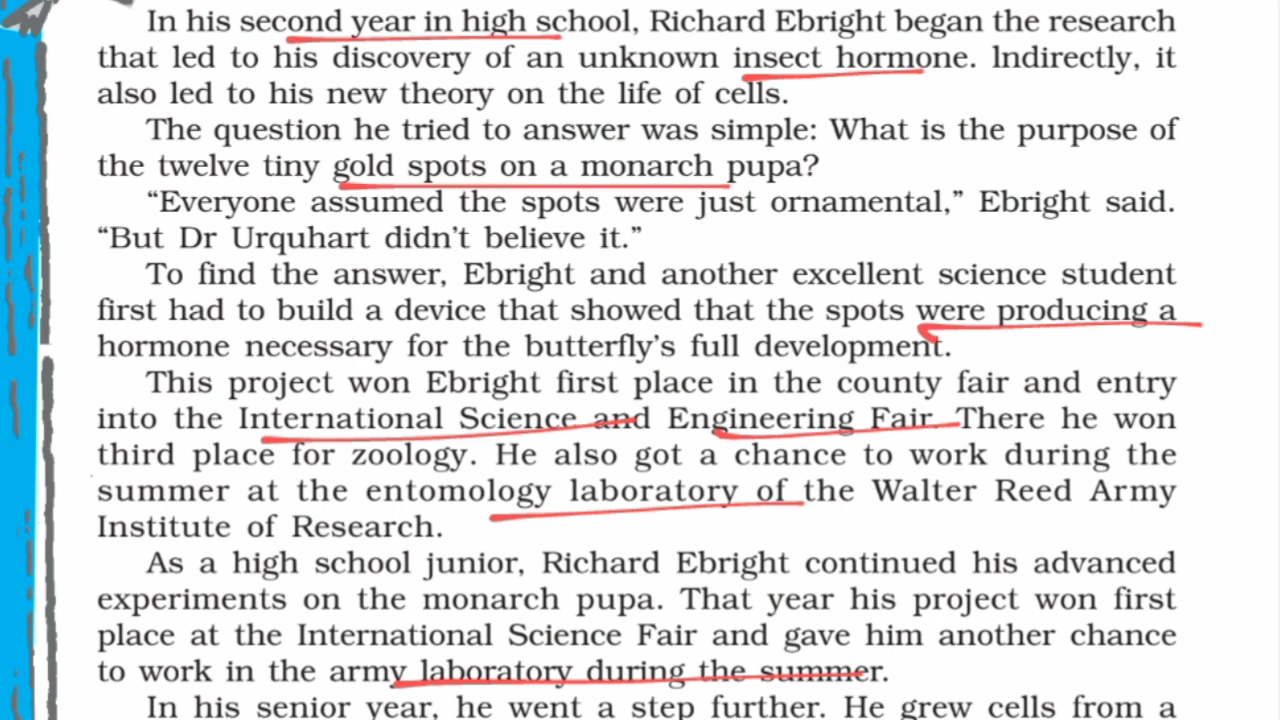 In his second year in high school, Richard Ebright began the research
that led to his discovery of an unknown insect hormone. Indirectly, it
also led to his new theory on the life of cells.
The question he tried to answer was simple: What is the purpose of
the twelve tiny gold spots on a monarch pupa?
“Everyone assumed the spots were just ornamental,” Ebright said.
“But Dr Urquhart didn’t believe it.”
To find the answer, Ebright and another excellent science student
first had to build a device that showed that the spots were producing a
hormone necessary for the butterfly’s full development.
This project won Ebright first place in the county fair and entry
into the International Science and Engineering Fair. There he won
third place for zoology. He also got a chance to work during the
summer at the entomology laboratory of the Walter Reed Army
Institute of Research.
As a high school junior, Richard Ebright continued his advanced
experiments on the monarch pupa. That year his project won first
place at the International Science Fair and gave him another chance
to work in the army laboratory during the summer.
In his senior year, he went a step further. He grew cells from a